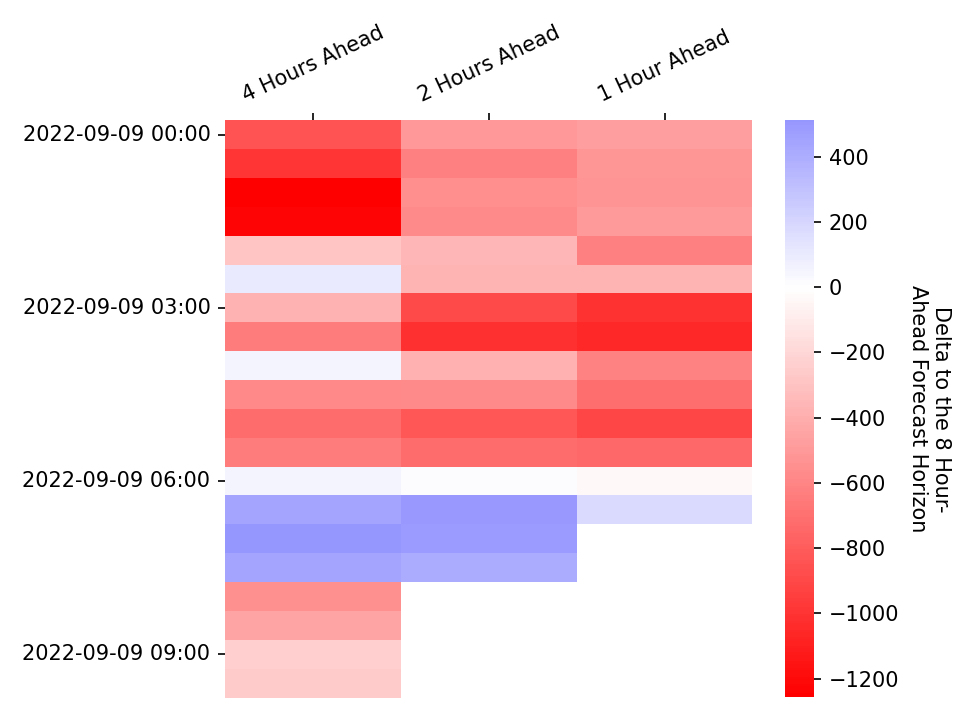 4 Hours Ahead
2 Hours Ahead
1 Hour Ahead
2022-09-09 00:00
2022-09-09 03:00
2022-09-09 06:00
2022-09-09 09:00
400
200
0
−200
−400
−600
−800
−1000
−1200
Delta to the 8 Hour-
Ahead Forecast Horizon